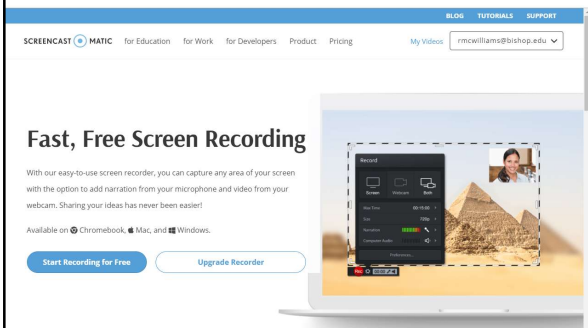 BLOG TUTORIALS SUPPORT
SCREENCAST MATIC for Education for Work for Developers Product Pricing My Videos rmcwilliams@bishop.edu
Fast, Free Screen Recording
With our easy-to-use screen recorder, you can capture any area of your screen
with the option to add narration from your microphone and video from your
webcam. Sharing your ideas has never been easier!
Available on Chromebook, Mac, and Windows.
Start Recording for Free Upgrade Recorder
Record
Screen Webcam Both
Max Time 00:15:00
Size 720p
Narration
Computer Audio
Preferences...
Rec